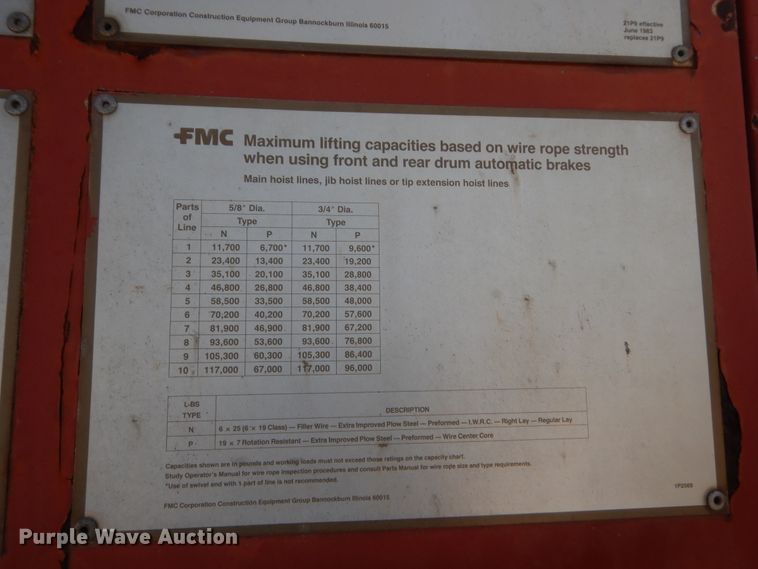 FMC Corporation Construction Equipment Group Bannockburn Illinois 60015
21P9 effective
June 1983
replaces 21P9
FMC Maximum lifting capacities based on wire rope strength
when using front and rear drum automatic brakes
Main hoist lines, jib hoist lines or tip extension hoist lines
Parts of Line 5/8" Dia. 3/4" Dia.
Type Type
N P N P
1 11,700 6,700* 11,700 9,600*
2 23,400 13,400 23,400 19,200
3 35,100 20,100 35,100 28,800
4 46,800 26,800 46,800 38,400
5 58,500 33,500 58,500 48,000
6 70,200 40,200 70,200 57,600
7 81,900 46,900 81,900 67,200
8 93,600 53,600 93,600 76,800
9 105,300 60,300 105,300 86,400
10 117,000 67,000 117,000 96,000
L-BS TYPE DESCRIPTION
N 6 × 25 (6 × 19 Class) — Filler Wire — Extra Improved Plow Steel — Preformed — I.W.R.C. — Right Lay — Regular Lay
P 19 × 7 Rotation Resistant — Extra Improved Plow Steel — Preformed — Wire Center Core
Capacities shown are in pounds and working loads must not exceed those ratings on the capacity chart.
Study Operator's Manual for wire rope inspection procedures and consult Parts Manual for wire rope size and type requirements.
*Use of swivel and with 1 part of line is not recommended.
FMC Corporation Construction Equipment Group Bannockburn Illinois 60015
Purple Wave Auction